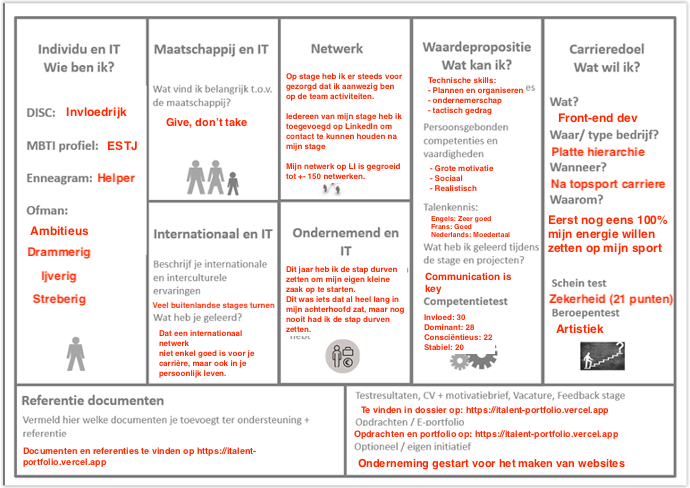 Individu en IT
Wie ben ik?
DISC: Invloedrijk
MBTI profiel: ESTJ
Enneagram: Helper
Ofman:
Ambitieus
Drammerig
Ijverig
Streberig
Maatschappij en IT
Wat vind ik belangrijk t.o.v.
de maatschappij?
Give, don't take
Netwerk
Op stage heb ik er steeds voor
gezorgd dat ik aanwezig ben
op de team activiteiten.
Iedereen van mijn stage heb ik
toegevoegd op LinkedIn om
contact te kunnen houden na
mijn stage
Mijn netwerk op LI is gegroeid
tot +- 150 netwerken.
Internationaal en IT
Beschrijf je internationale
en interculturele
ervaringen
Veel buitenlandse stages turnen
Wat heb je geleerd?
Dat een internationaal
netwerk
niet enkel goed is voor je
carrière, maar ook in je
persoonlijk leven.
Ondernemend en
IT
Dit jaar heb ik de stap durven
zetten om mijn eigen kleine
zaak op te starten.
Dit was iets dat al heel lang in
mijn achterhoofd zat, maar nog
nooit had ik de stap durven
zetten.
hebt
Waardepropositie
Wat kan ik?
Technische skills:
- Plannen en organiseren es
- ondernemerschap
- tactisch gedrag
Persoonsgebonden
competenties en
vaardigheden
- Grote motivatie
- Sociaal
- Realistisch
Talenkennis:
Engels: Zeer goed
Frans: Goed
Nederlands: Moedertaal
Wat heb ik geleerd tijdens
de stage en projecten?
Communication is
key
Competentietest
Invloed: 30
Dominant: 28
Consciëntieus: 22
Stabiel: 20
Carrieredoel
Wat wil ik?
Wat?
Front-end dev
Waar/ type bedrijf?
Platte hierarchie
Wanneer?
Na topsport carriere
Waarom?
Eerst nog eens 100%
mijn energie willen
zetten op mijn sport
Schein test
Zekerheid (21 punten)
Beroepentest
Artistiek
Referentie documenten
Vermeld hier welke documenten je toevoegt ter ondersteuning +
referentie
Documenten en referenties te vinden op https://italent-
portfolio.vercel.app
Testresultaten, CV + motivatiebrief, Vacature, Feedback stage
Te vinden in dossier op: https://italent-portfolio.vercel.app
Opdrachten / E-portfolio
Opdrachten en portfolio op: https://italent-portfolio.vercel.app
Optioneel / eigen initiatief
Onderneming gestart voor het maken van websites